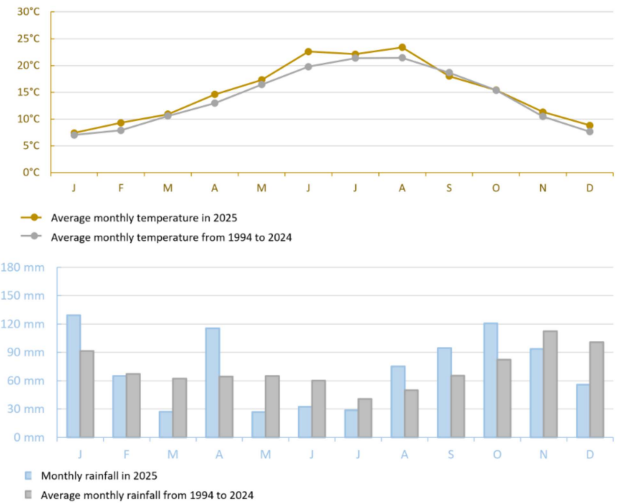 30°C
25°C
20°C
15°C
10°C
5°C
0°C
J F M A M J J A S O N D
Average monthly temperature in 2025
Average monthly temperature from 1994 to 2024
180 mm
150 mm
120 mm
90 mm
60 mm
30 mm
0 mm
J F M A M J J A S O N D
Monthly rainfall in 2025
Average monthly rainfall from 1994 to 2024